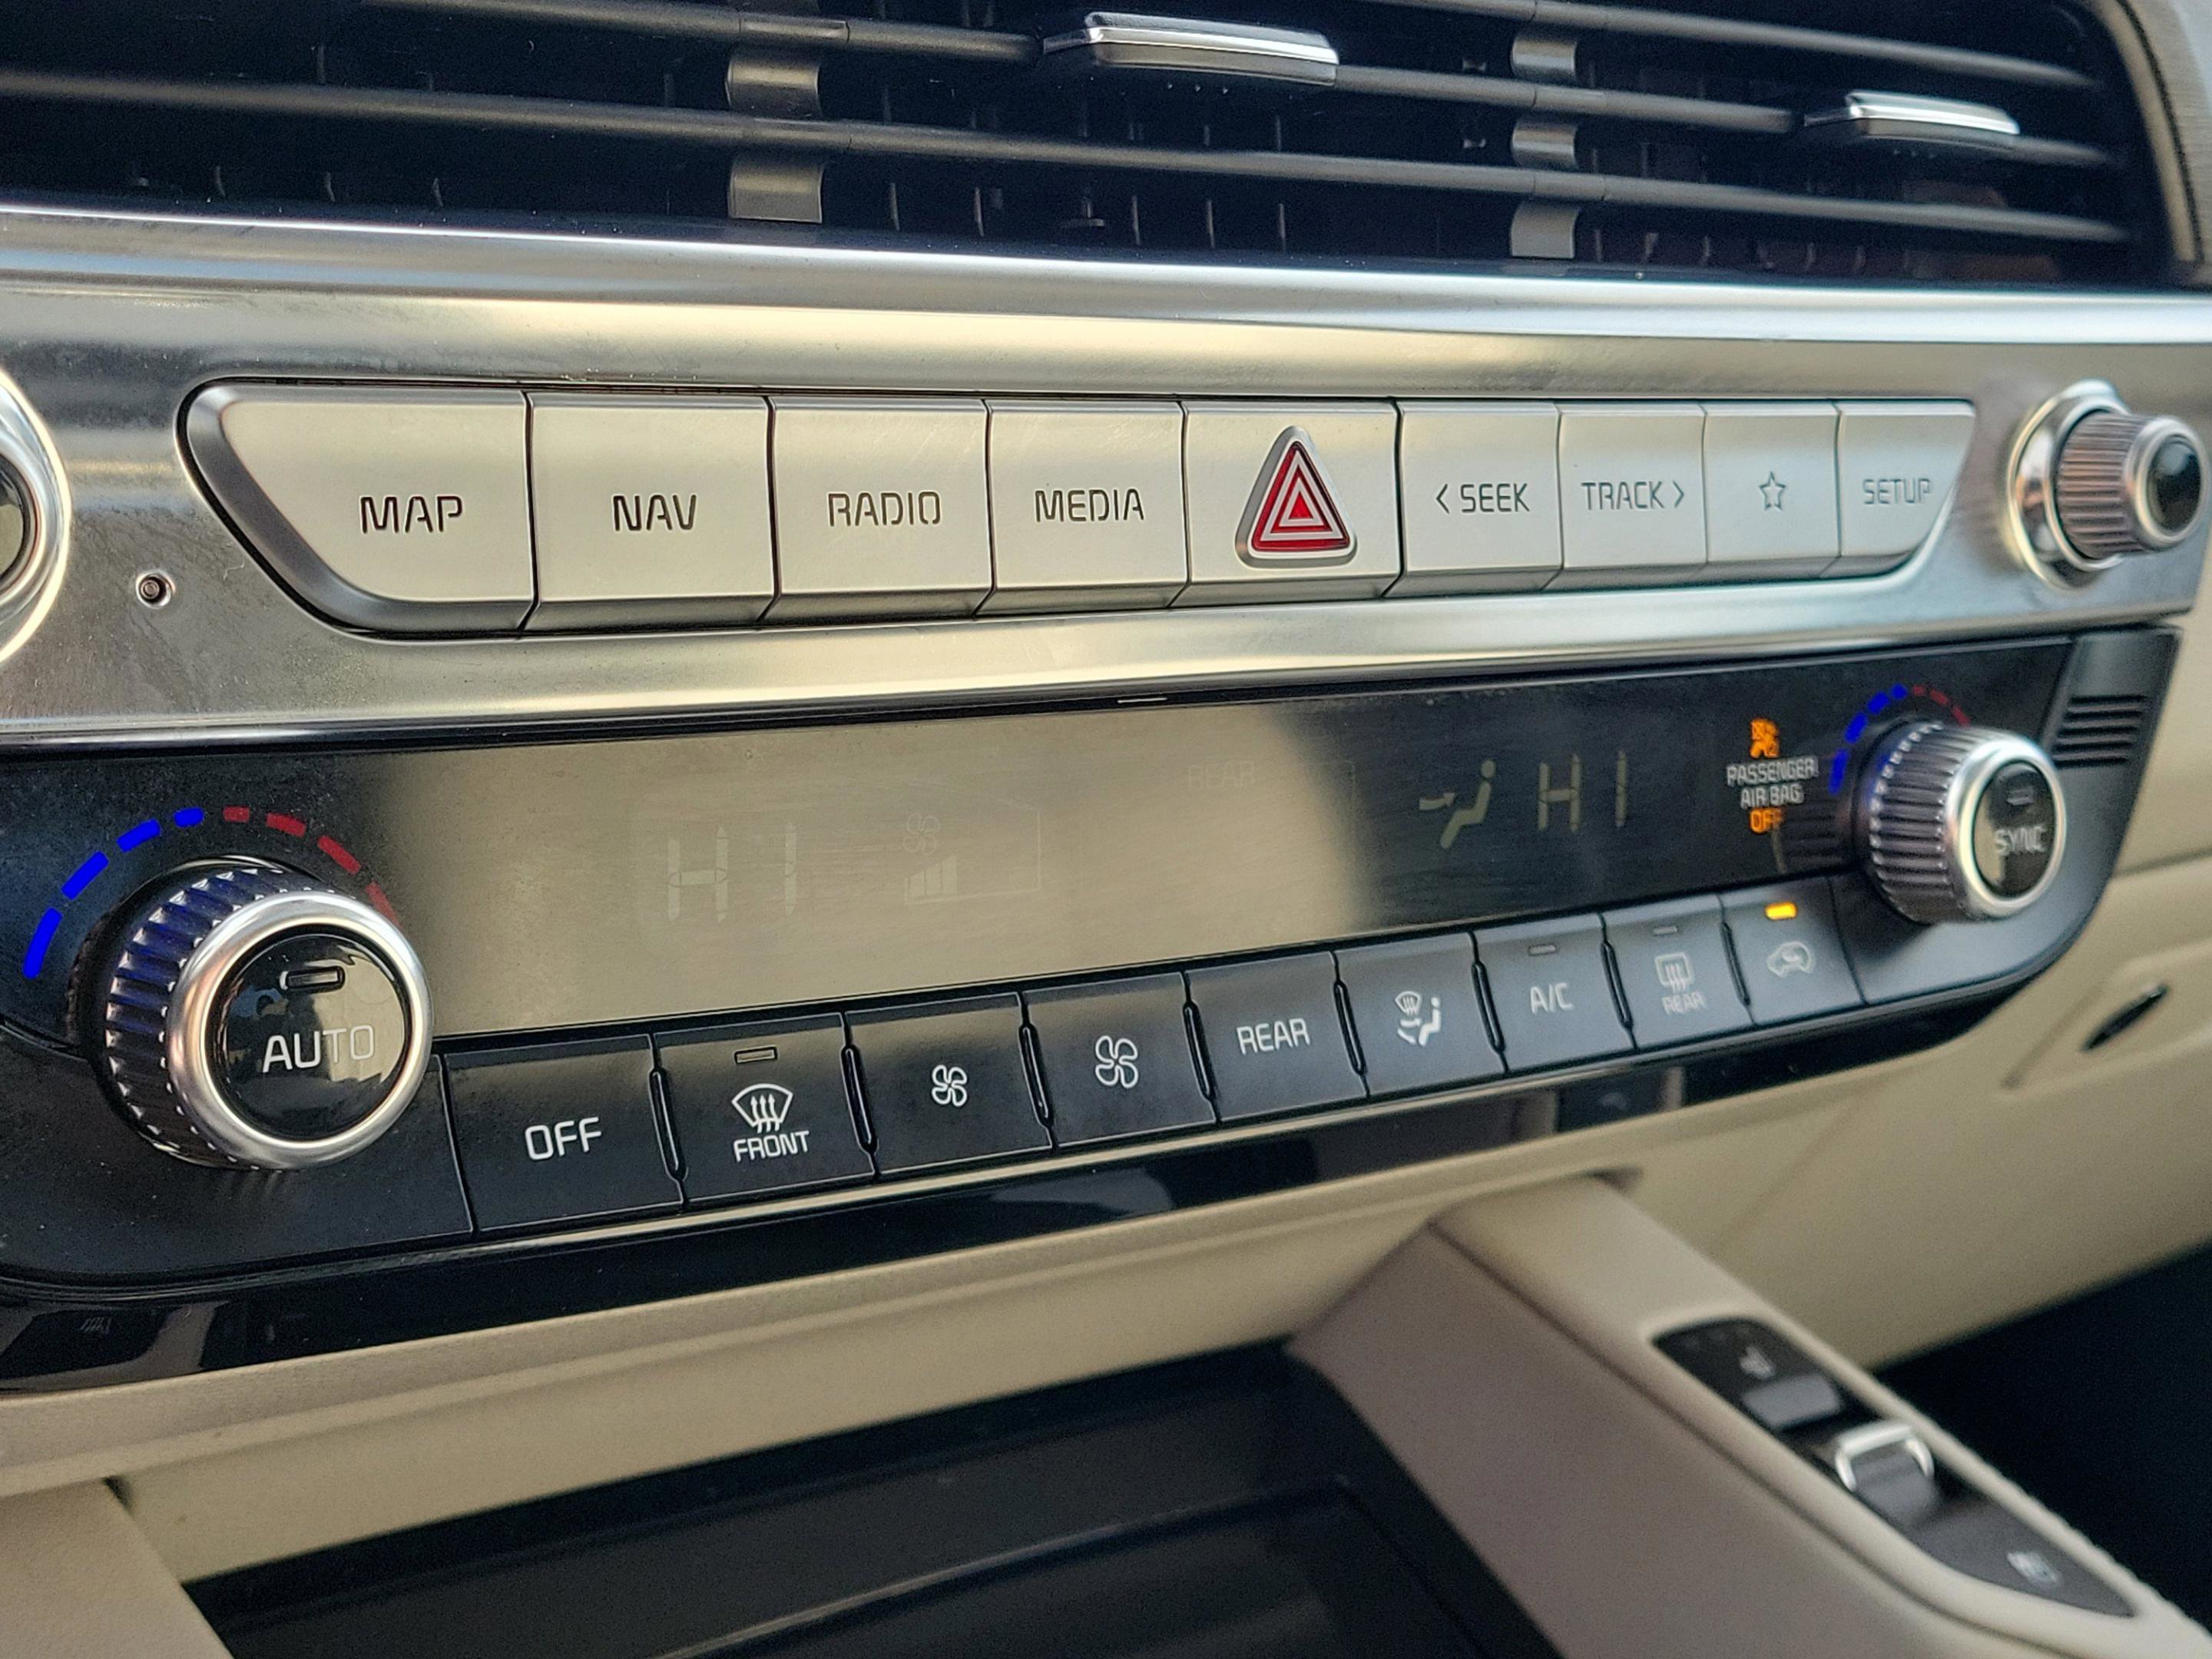 MAP
NAV
RADIO
MEDIA
< SEEK
TRACK >
SETUP
HI
REAR
HI
PASSENGER
AIR BAG
OFF
SYNC
AUTO
OFF
FRONT
REAR
A/C
REAR